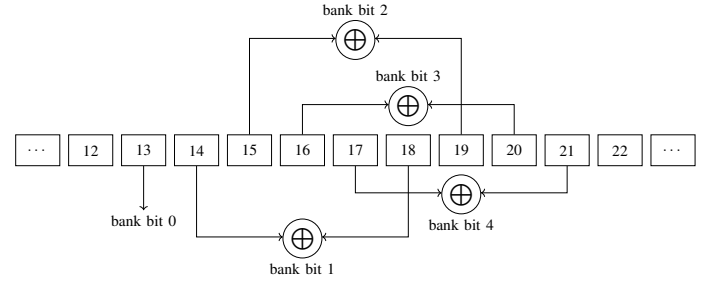 bank bit 2
bank bit 3
··· 12 13 14 15 16 17 18 19 20 21 22 ···
bank bit 0
bank bit 4
bank bit 1